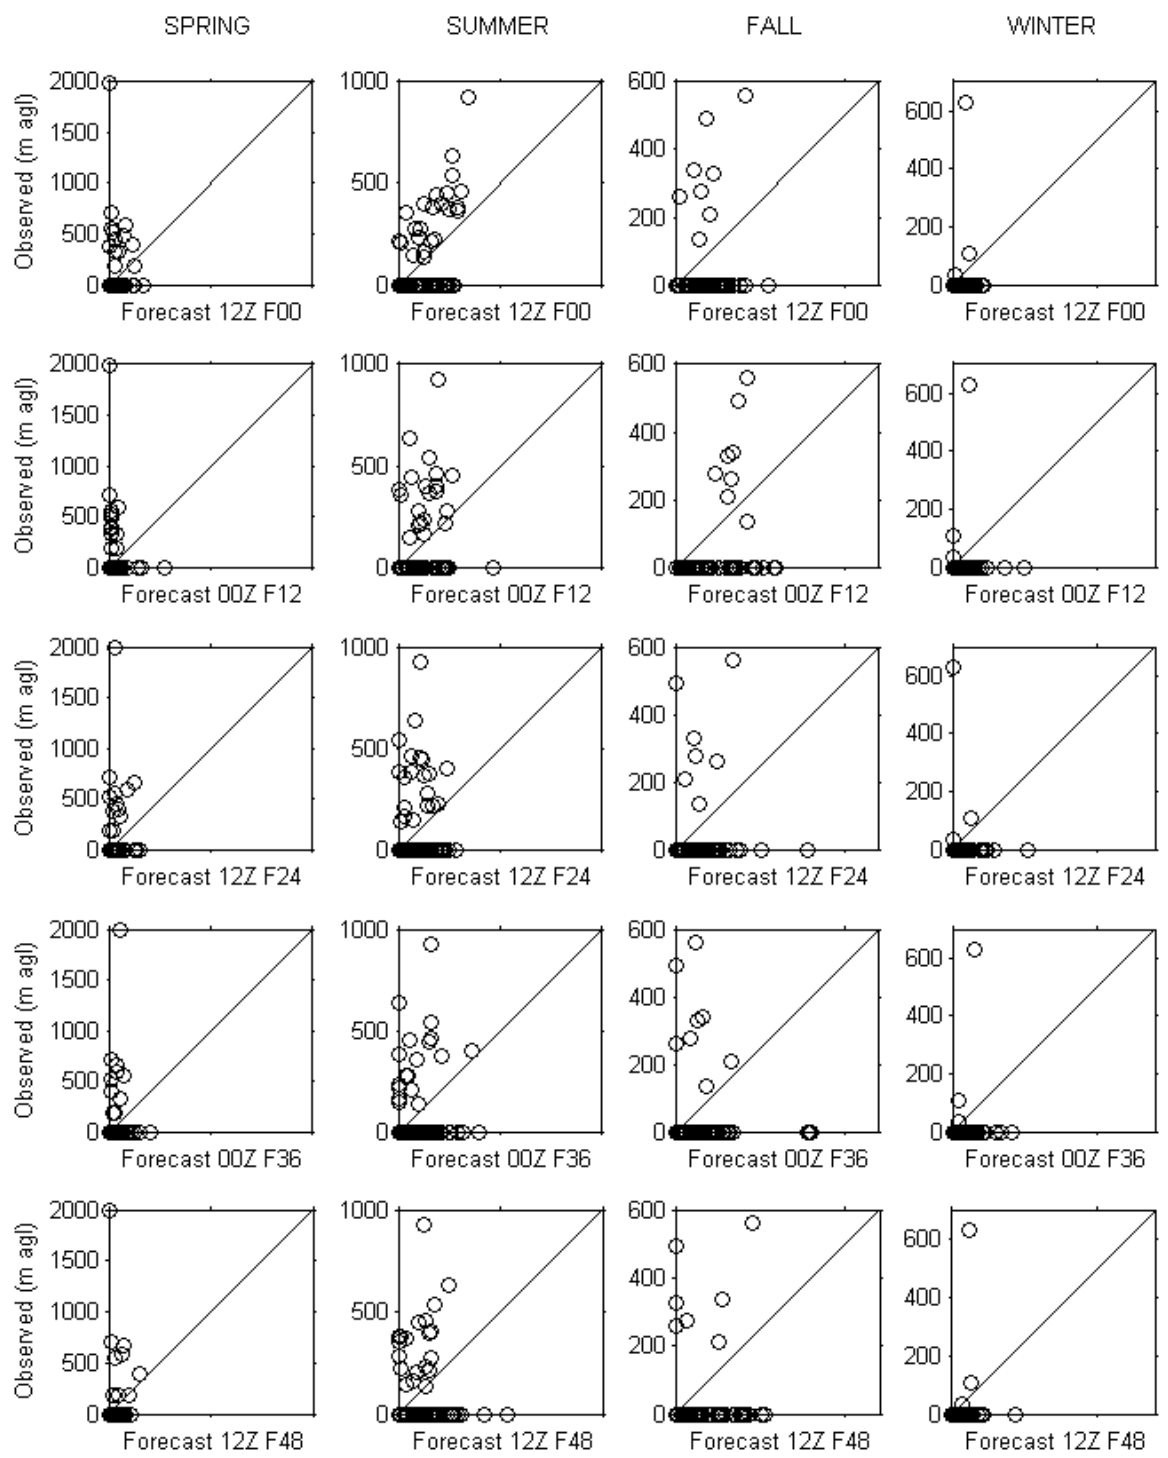 SPRING SUMMER FALL WINTER
Observed (m agl)
2000 1000 600
1500 600
400
1000 500 400
500 200 200
0 0 0 0
Forecast 12Z F00 Forecast 12Z F00 Forecast 12Z F00 Forecast 12Z F00
Observed (m agl)
2000 1000 600
1500 600
400
1000 500 400
500 200 200
0 0 0 0
Forecast 00Z F12 Forecast 00Z F12 Forecast 00Z F12 Forecast 00Z F12
Observed (m agl)
2000 1000 600
1500 600
400
1000 500 400
500 200 200
0 0 0 0
Forecast 12Z F24 Forecast 12Z F24 Forecast 12Z F24 Forecast 12Z F24
Observed (m agl)
2000 1000 600
1500 600
400
1000 500 400
500 200 200
0 0 0 0
Forecast 00Z F36 Forecast 00Z F36 Forecast 00Z F36 Forecast 00Z F36
Observed (m agl)
2000 1000 600
1500 600
400
1000 500 400
500 200 200
0 0 0 0
Forecast 12Z F48 Forecast 12Z F48 Forecast 12Z F48 Forecast 12Z F48